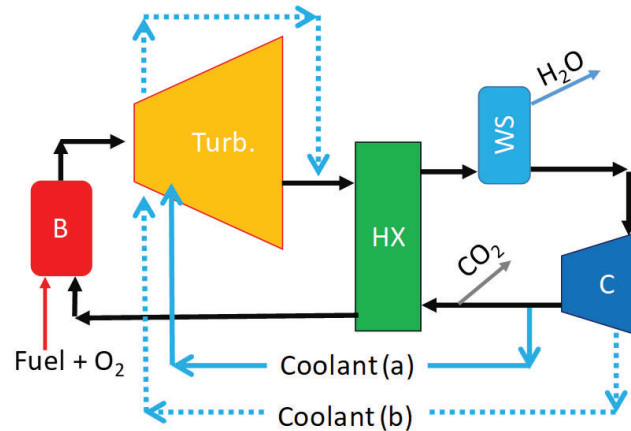 H₂O
Turb.
WS
B
HX
CO₂
C
Fuel + O₂
Coolant (a)
Coolant (b)